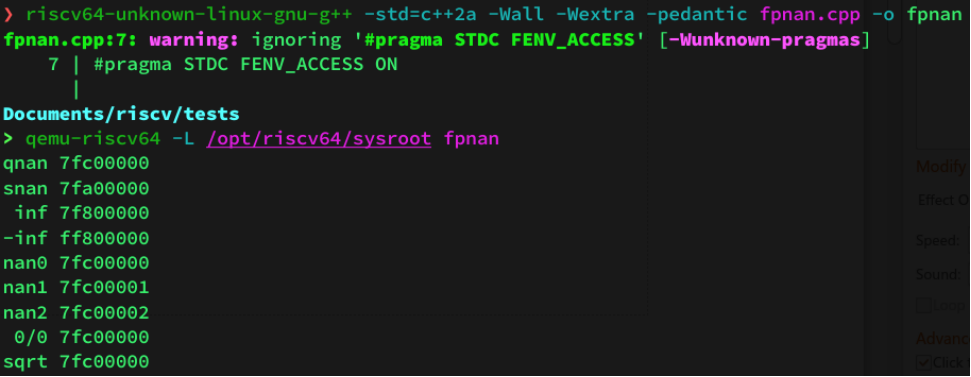 ❯ riscv64-unknown-linux-gnu-g++ -std=c++2a -Wall -Wextra -pedantic fpnan.cpp -o fpnan
fpnan.cpp:7: warning: ignoring '#pragma STDC FENV_ACCESS' [-Wunknown-pragmas]
    7 | #pragma STDC FENV_ACCESS ON
      |
Documents/riscv/tests
> qemu-riscv64 -L /opt/riscv64/sysroot fpnan
qnan 7fc00000
snan 7fa00000
 inf 7f800000
-inf ff800000
nan0 7fc00000
nan1 7fc00001
nan2 7fc00002
 0/0 7fc00000
sqrt 7fc00000
Modify
Effect O
Speed:
Sound:
Loop
Advanc
Click